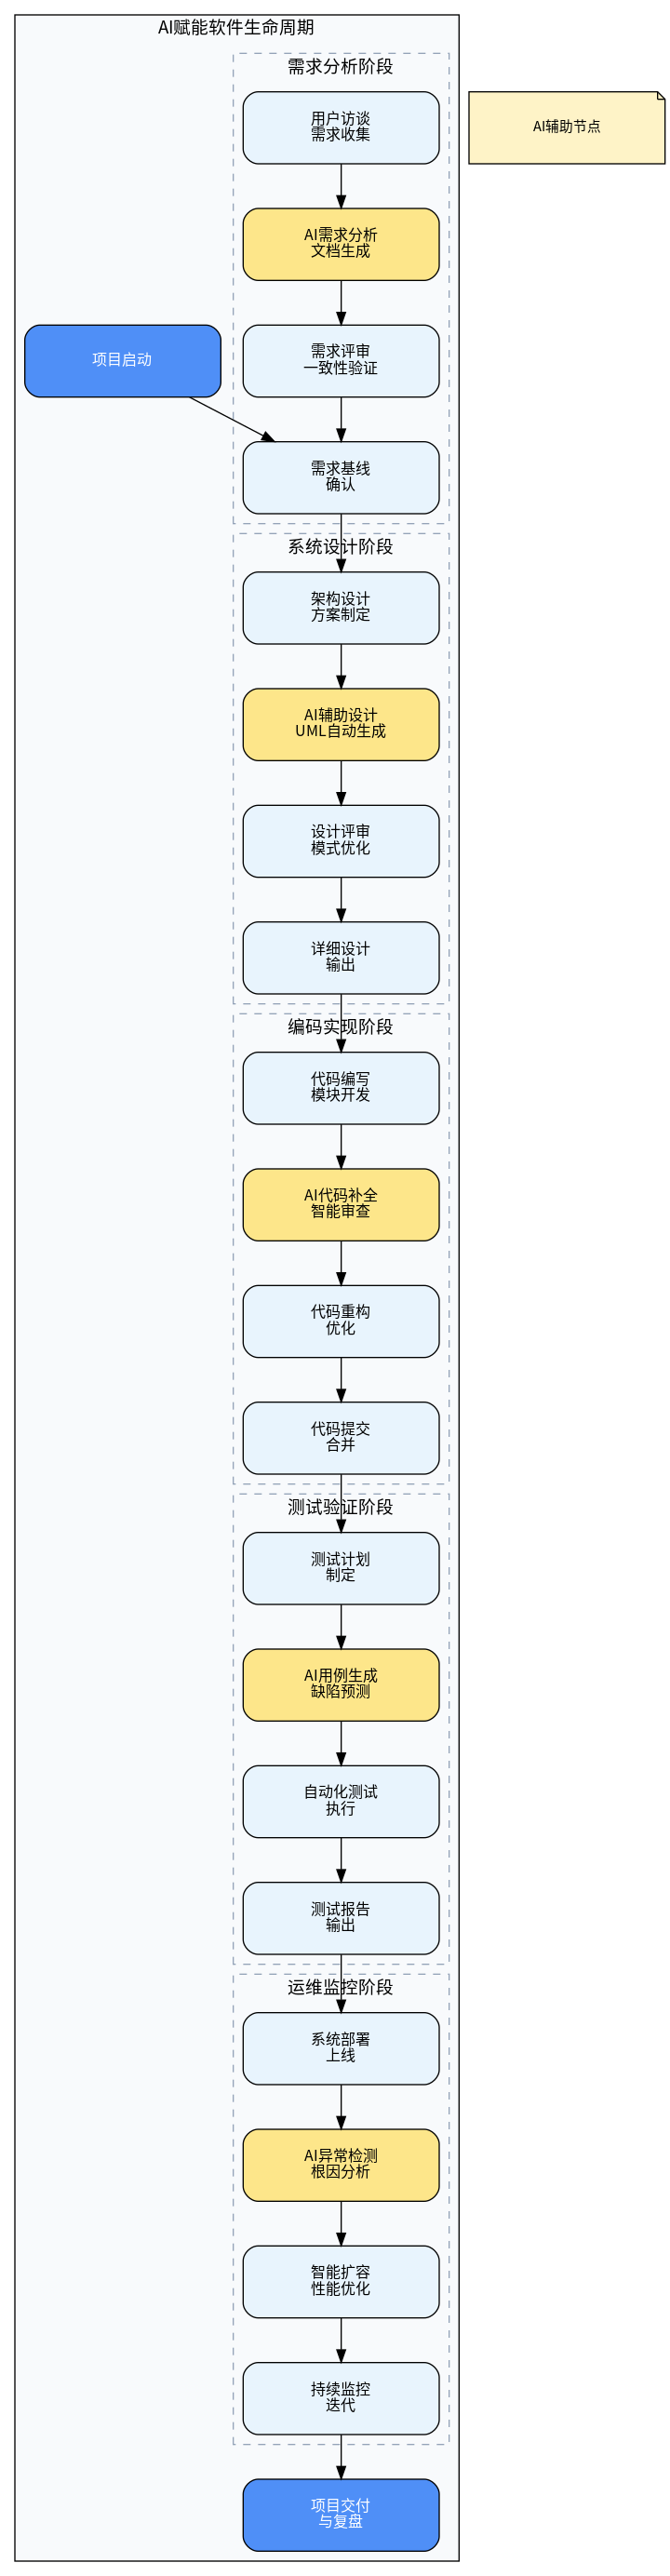 AI赋能软件生命周期
需求分析阶段
用户访谈
需求收集
AI辅助节点
AI需求分析
文档生成
项目启动
需求评审
一致性验证
需求基线
确认
系统设计阶段
架构设计
方案制定
AI辅助设计
UML自动生成
设计评审
模式优化
详细设计
输出
编码实现阶段
代码编写
模块开发
AI代码补全
智能审查
代码重构
优化
代码提交
合并
测试验证阶段
测试计划
制定
AI用例生成
缺陷预测
自动化测试
执行
测试报告
输出
运维监控阶段
系统部署
上线
AI异常检测
根因分析
智能扩容
性能优化
持续监控
迭代
项目交付
与复盘